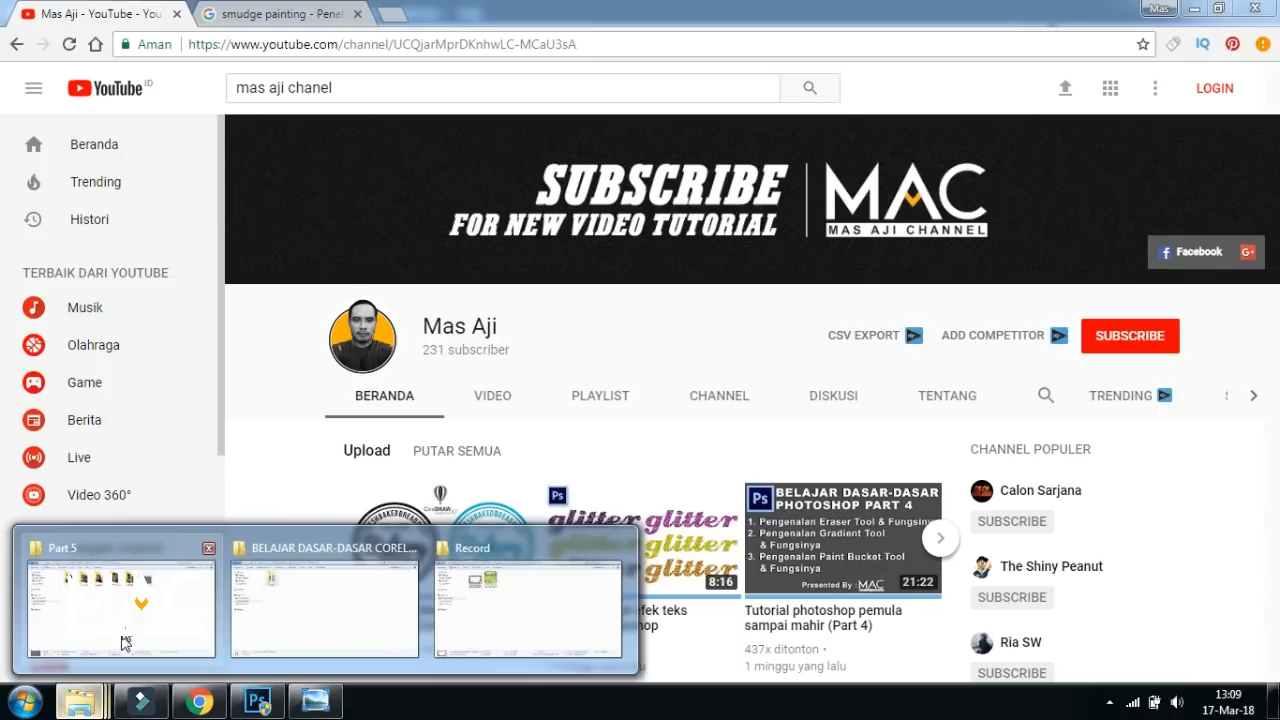 Mas Aji - YouTube - You
smudge painting - Penel
Mas
Aman
https://www.youtube.com/channel/UCQjarMprDKnhwLC-MCaU3sA
YouTube ID
mas aji chanel
LOGIN
Beranda
Trending
Histori
TERBAIK DARI YOUTUBE
Musik
Olahraga
Game
Berita
Live
Video 360°
SUBSCRIBE
FOR NEW VIDEO TUTORIAL
MAC
MAS AJI CHANNEL
Facebook
G+
Mas Aji
231 subscriber
CSV EXPORT
ADD COMPETITOR
SUBSCRIBE
BERANDA
VIDEO
PLAYLIST
CHANNEL
DISKUSI
TENTANG
TRENDING
Upload
PUTAR SEMUA
Ps
glitter glitter
8:16
efek teks
Ps
BELAJAR DASAR-DASAR
PHOTOSHOP PART 4
1. Pengenalan Eraser Tool & Fungsinya
2. Pengenalan Gradient Tool
& Fungsinya
3. Pengenalan Paint Bucket Tool
& Fungsinya
Presented By : MAC
21:22
Tutorial photoshop pemula
sampai mahir (Part 4)
437x ditonton •
1 minggu yang lalu
CHANNEL POPULER
Calon Sarjana
SUBSCRIBE
The Shiny Peanut
SUBSCRIBE
Ria SW
SUBSCRIBE
Part 5
BELAJAR DASAR-DASAR COREL...
Record
Ps
13:09
17-Mar-18